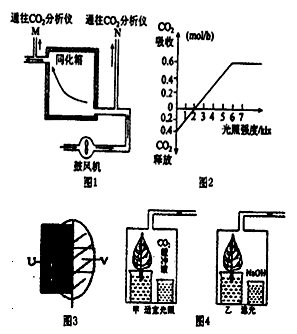 通往CO₂分析仪 通往CO₂分析仪
M
N
同化箱
鼓风机
图1
CO₂
吸收
(mol/h)
0.6
0.4
0.2
0
0.2
0.4
1 2 3 4 5 6 7
光照强度/klx
CO₂
释放
图2
U
V
图3
CO₂
缓冲液
NaOH
甲 适宜光照
乙 遮光
图4